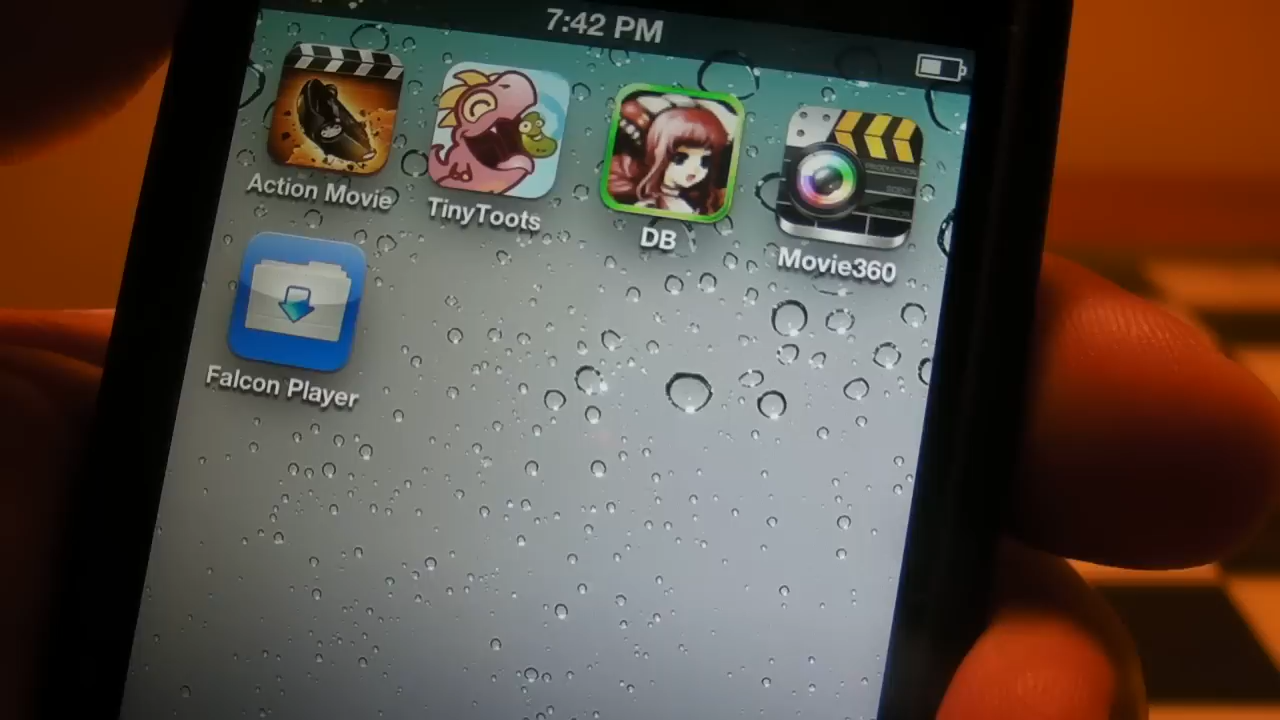 7:42 PM
Action Movie
TinyToots
DB
Movie360
Falcon Player